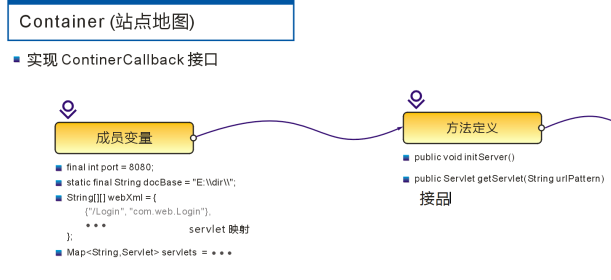 Container (站点地图)
实现 ContinerCallback 接口
成员变量
final int port = 8080;
static final String docBase = "E:\\dir\\";
String[][] webXml = {
{"/Login", "com.web.Login"},
•••
servlet 映射
};
Map<String,Servlet> servlets = •••
方法定义
public void initServer()
public Servlet getServlet(String urlPattern)
接品